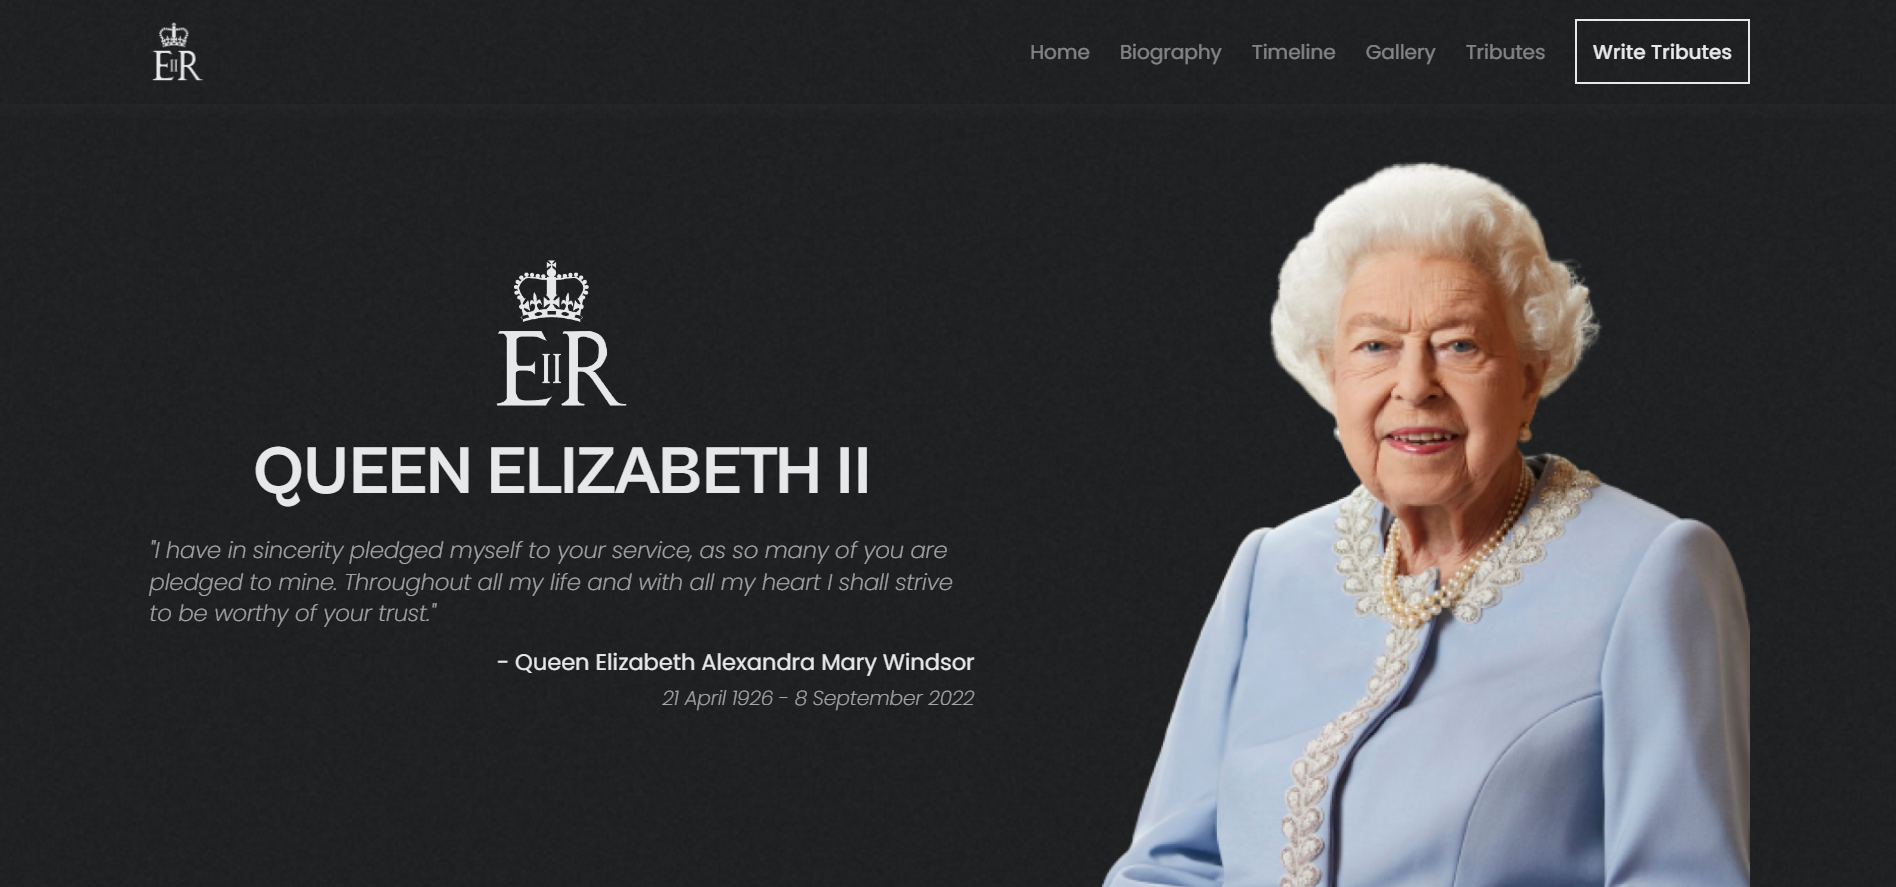 EIIR
Home Biography Timeline Gallery Tributes Write Tributes
EIIR
QUEEN ELIZABETH II
"I have in sincerity pledged myself to your service, as so many of you are
pledged to mine. Throughout all my life and with all my heart I shall strive
to be worthy of your trust."
- Queen Elizabeth Alexandra Mary Windsor
21 April 1926 - 8 September 2022